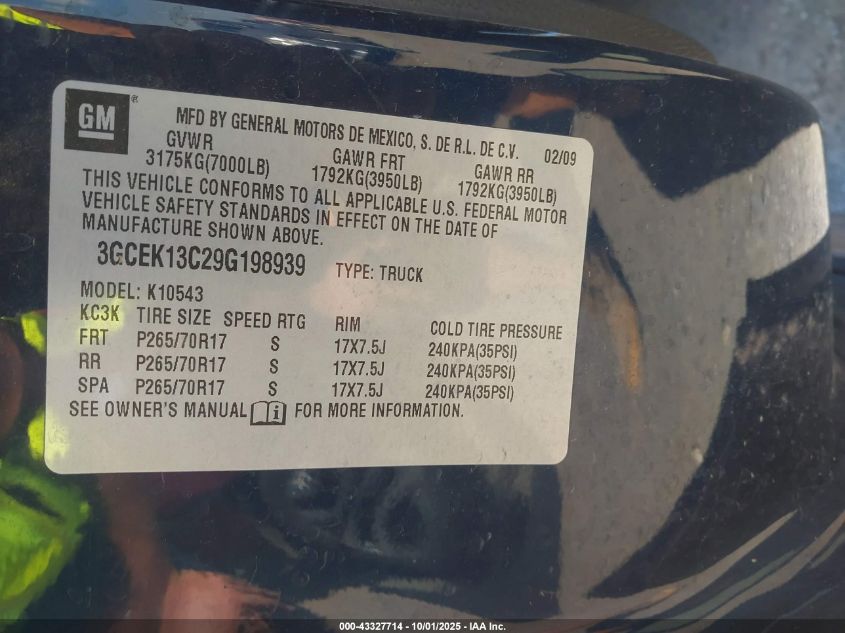 GM®
MFD BY GENERAL MOTORS DE MEXICO, S. DE R.L. DE C.V. 02/09
GVWR GAWR FRT GAWR RR
3175KG(7000LB) 1792KG(3950LB) 1792KG(3950LB)
THIS VEHICLE CONFORMS TO ALL APPLICABLE U.S. FEDERAL MOTOR
VEHICLE SAFETY STANDARDS IN EFFECT ON THE DATE OF
MANUFACTURE SHOWN ABOVE.
3GCEK13C29G198939 TYPE: TRUCK
MODEL: K10543
KC3K TIRE SIZE SPEED RTG RIM COLD TIRE PRESSURE
FRT P265/70R17 S 17X7.5J 240KPA(35PSI)
RR P265/70R17 S 17X7.5J 240KPA(35PSI)
SPA P265/70R17 S 17X7.5J 240KPA(35PSI)
SEE OWNER'S MANUAL i FOR MORE INFORMATION.
000-43327714 - 10/01/2025 - IAA Inc.